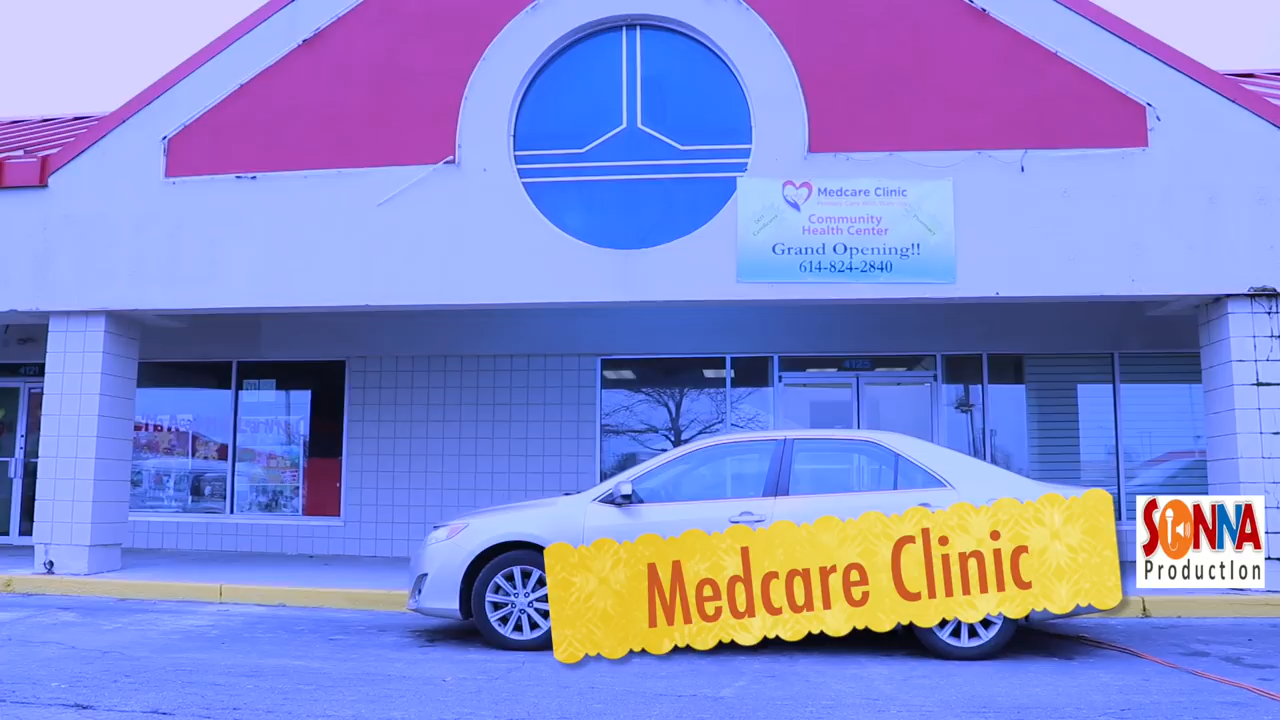 Medcare Clinic
Community
Health Center
Grand Opening!!
614-824-2840
4121
4125
Medcare Clinic
SONNA
Production